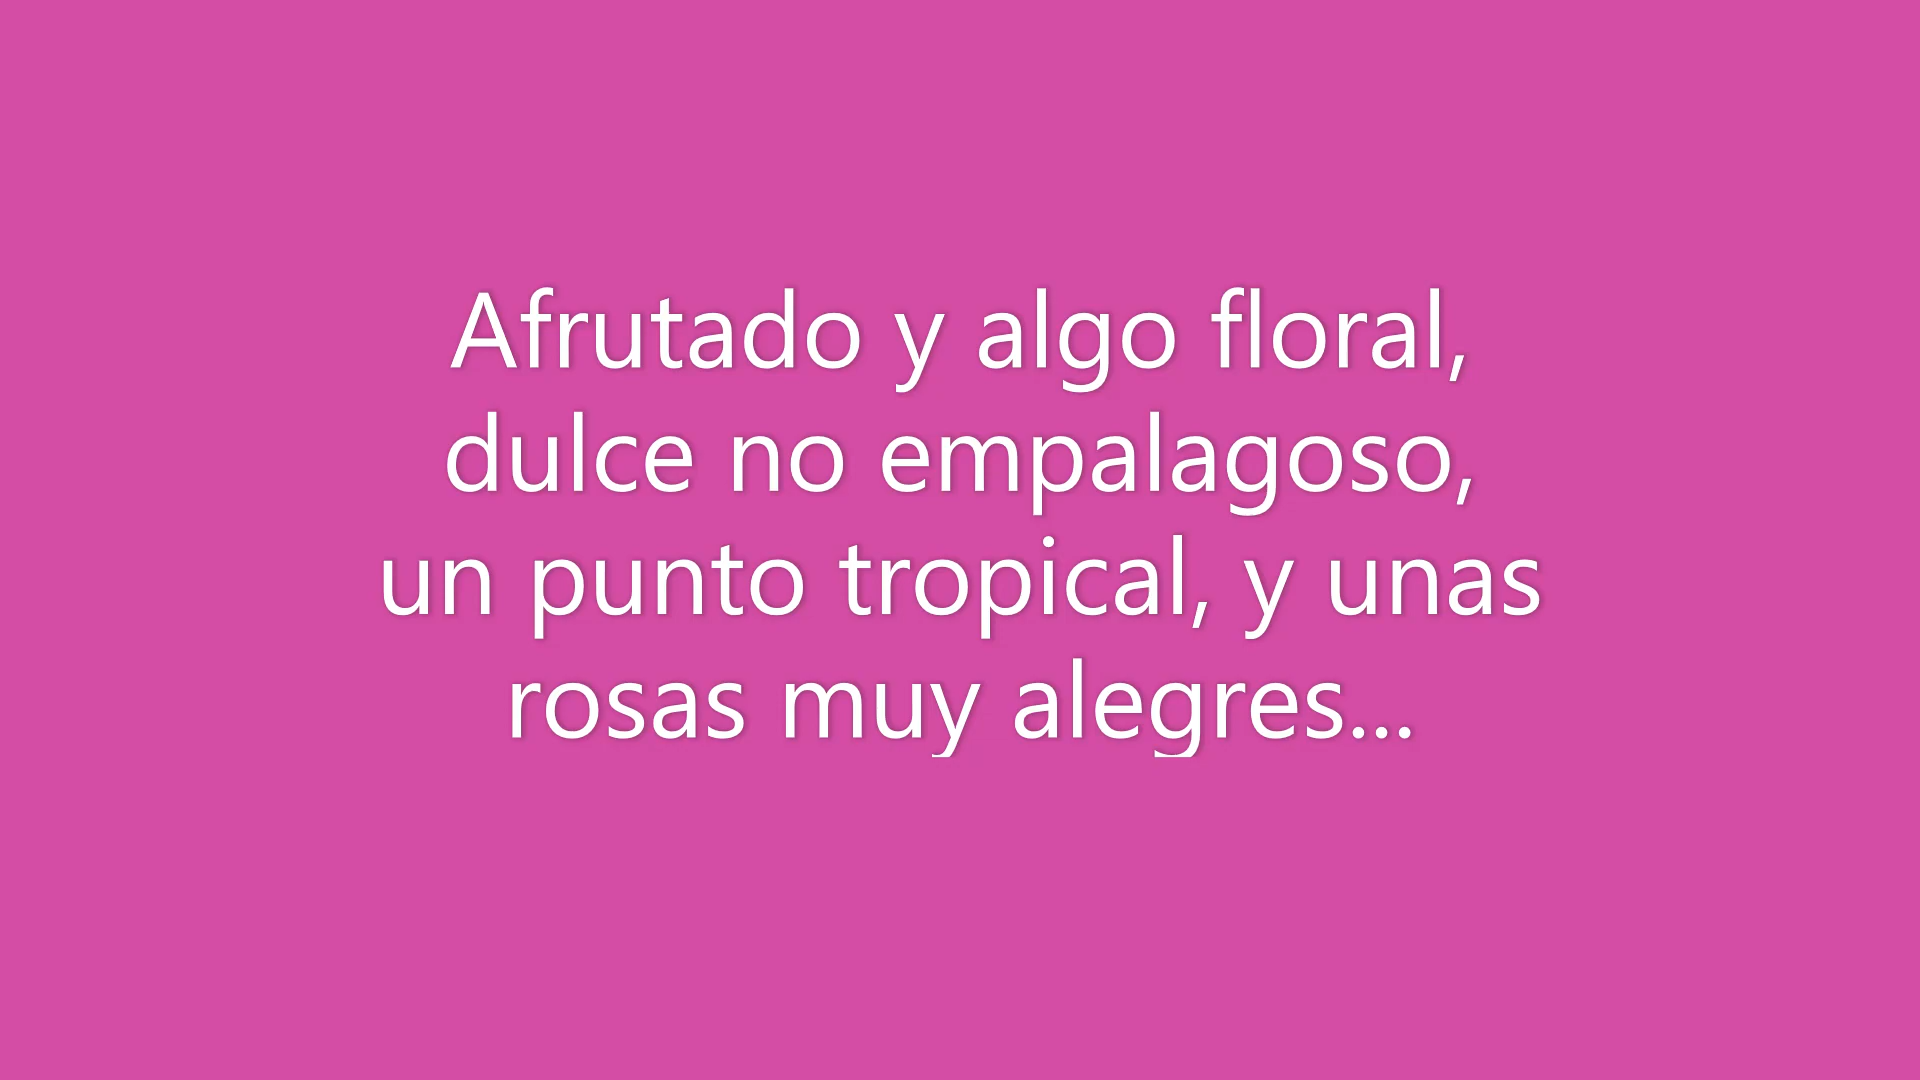 Afrutado y algo floral,
dulce no empalagoso,
un punto tropical, y unas
rosas muy alegres...